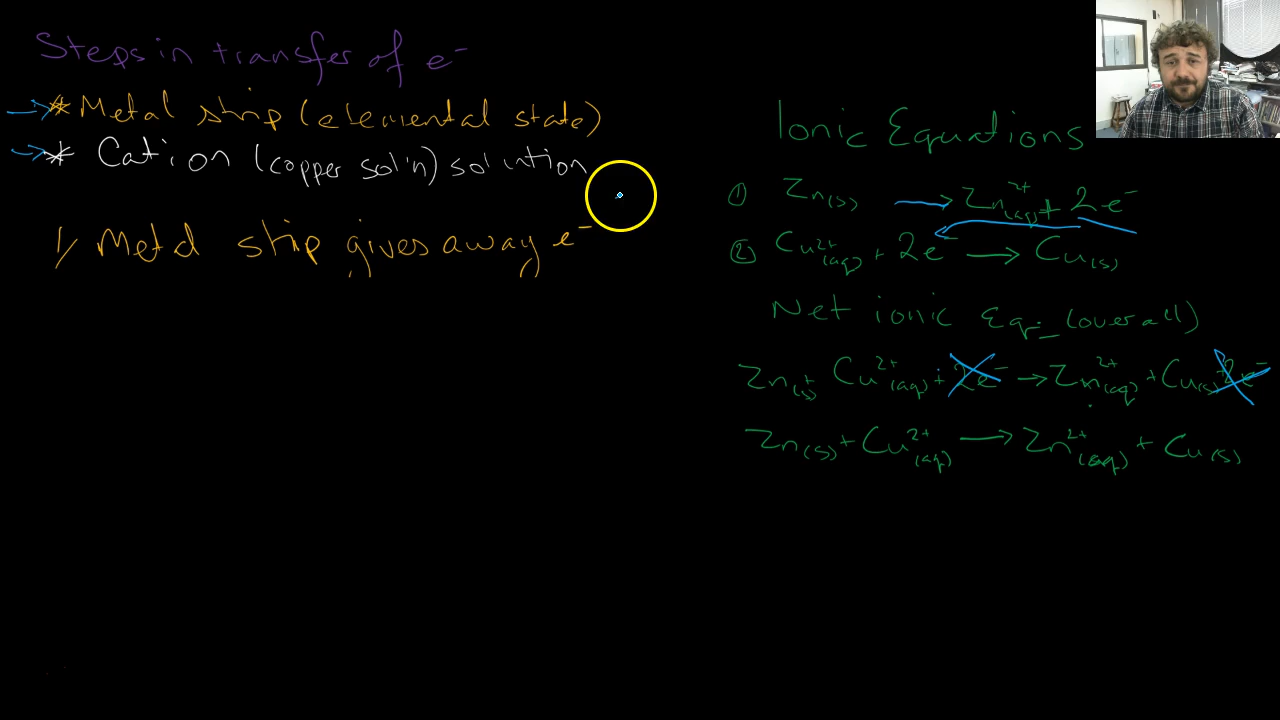 Steps in transfer of e⁻
→ * Metal strip (elemental state)
→ * Cation (copper sol'n) solution
1/ Metal strip gives away e⁻
Ionic Equations
① Zn(s) → Zn²⁺(aq) + 2e⁻
② Cu²⁺(aq) + 2e⁻ → Cu(s)
Net ionic Eq. (overall)
Zn(s) + Cu²⁺(aq) + 2e⁻ → Zn²⁺(aq) + Cu(s) + 2e⁻
Zn(s) + Cu²⁺(aq) → Zn²⁺(aq) + Cu(s)